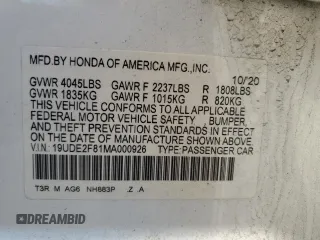 MFD.BY HONDA OF AMERICA MFG.,INC. 10/20
GVWR 4045LBS GAWR F 2237LBS R 1808LBS
GVWR 1835KG GAWR F 1015KG R 820KG
THIS VEHICLE CONFORMS TO ALL APPLICABLE
FEDERAL MOTOR VEHICLE SAFETY , BUMPER,
AND THEFT PREVENTION STANDARDS IN EFFECT
ON THE DATE OF MANUFACTURE SHOWN ABOVE.
V.I.N.: 19UDE2F81MA000926 TYPE:PASSENGER CAR
T3R M AG6 NH883P .Z .A
DREAMBID